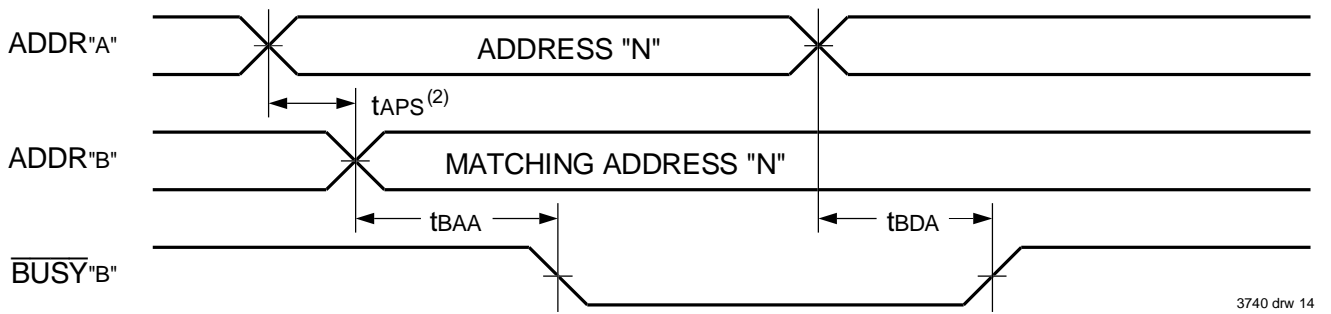 ADDR"A"
ADDRESS "N"
tAPS(2)
ADDR"B"
MATCHING ADDRESS "N"
tBAA
tBDA
BUSY"B"
3740 drw 14